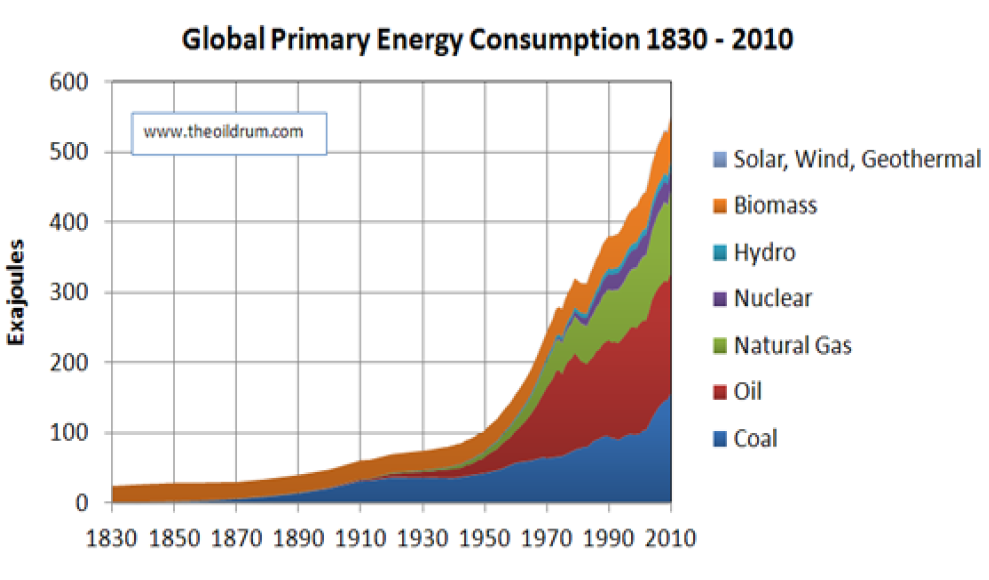 Global Primary Energy Consumption 1830 - 2010
600
500
400
300
200
100
0
Exajoules
www.theoildrum.com
1830 1850 1870 1890 1910 1930 1950 1970 1990 2010
Solar, Wind, Geothermal
Biomass
Hydro
Nuclear
Natural Gas
Oil
Coal